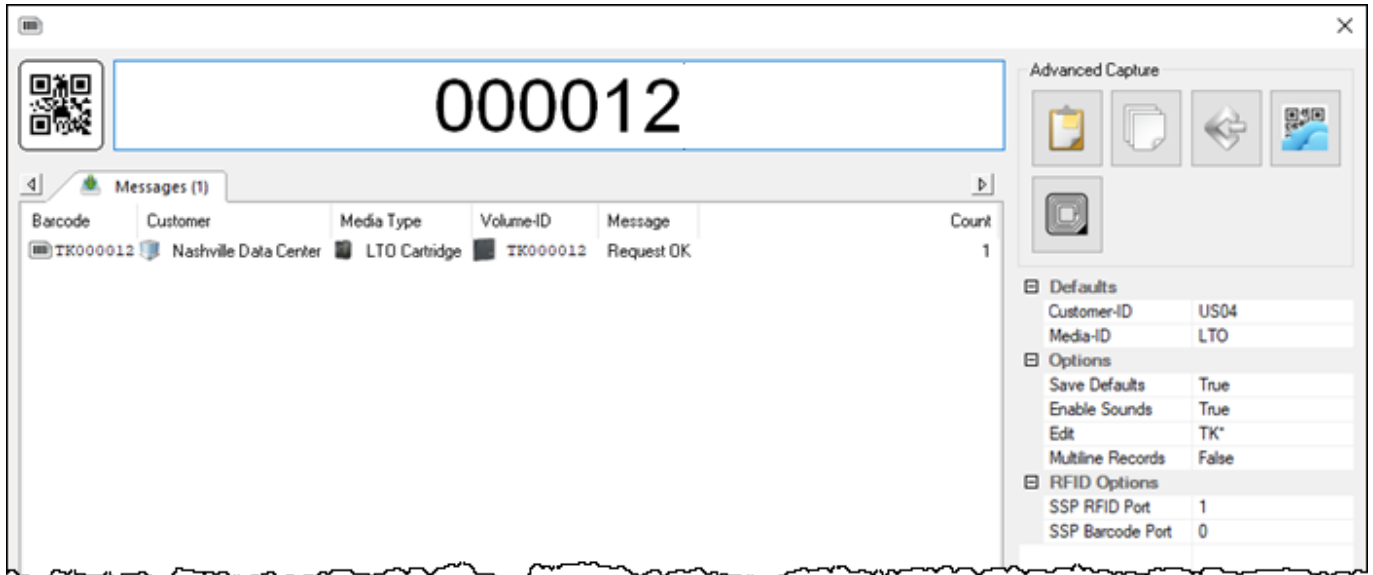 000012
Messages (1)
Barcode Customer Media Type Volume-ID Message Count
TK000012 Nashville Data Center LTO Cartridge TK000012 Request OK 1
Advanced Capture
Defaults
Customer-ID US04
Media-ID LTO
Options
Save Defaults True
Enable Sounds True
Edit TK*
Multiline Records False
RFID Options
SSP RFID Port 1
SSP Barcode Port 0